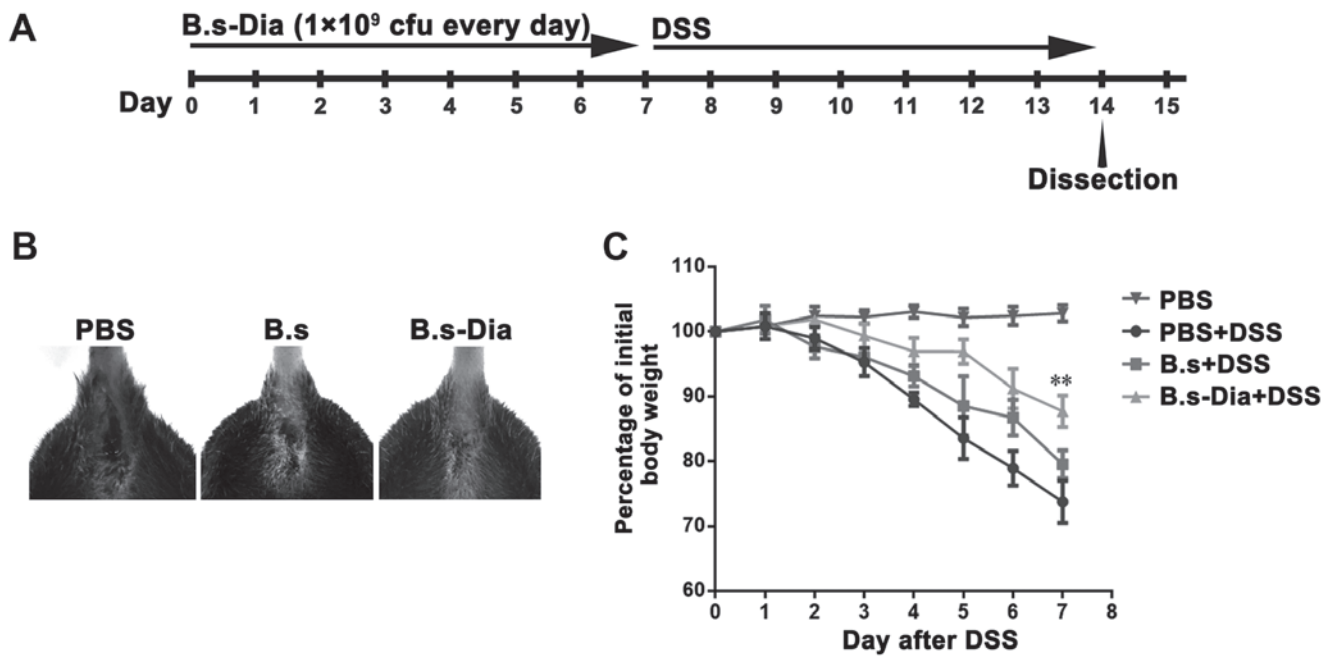 A
B.s-Dia (1×10⁹ cfu every day)
DSS
Day 0 1 2 3 4 5 6 7 8 9 10 11 12 13 14 15
Dissection
B
PBS B.s B.s-Dia
C
Percentage of initial
body weight
110
100
90
80
70
60
**
0 1 2 3 4 5 6 7 8
Day after DSS
PBS
PBS+DSS
B.s+DSS
B.s-Dia+DSS